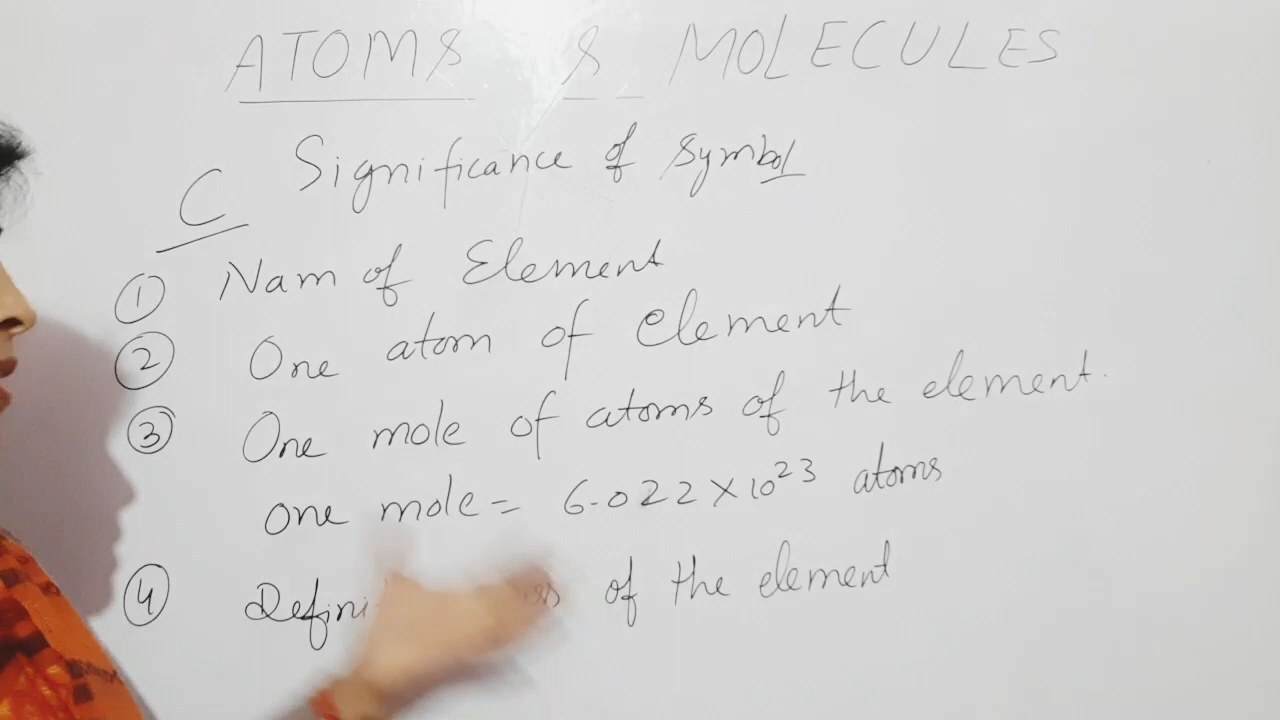 ATOMS & MOLECULES
Significance of Symbol
C
① Nam of Element
② One atom of Element
③ One mole of atoms of the element.
one mole = 6.022 × 10²³ atoms
④ of the element